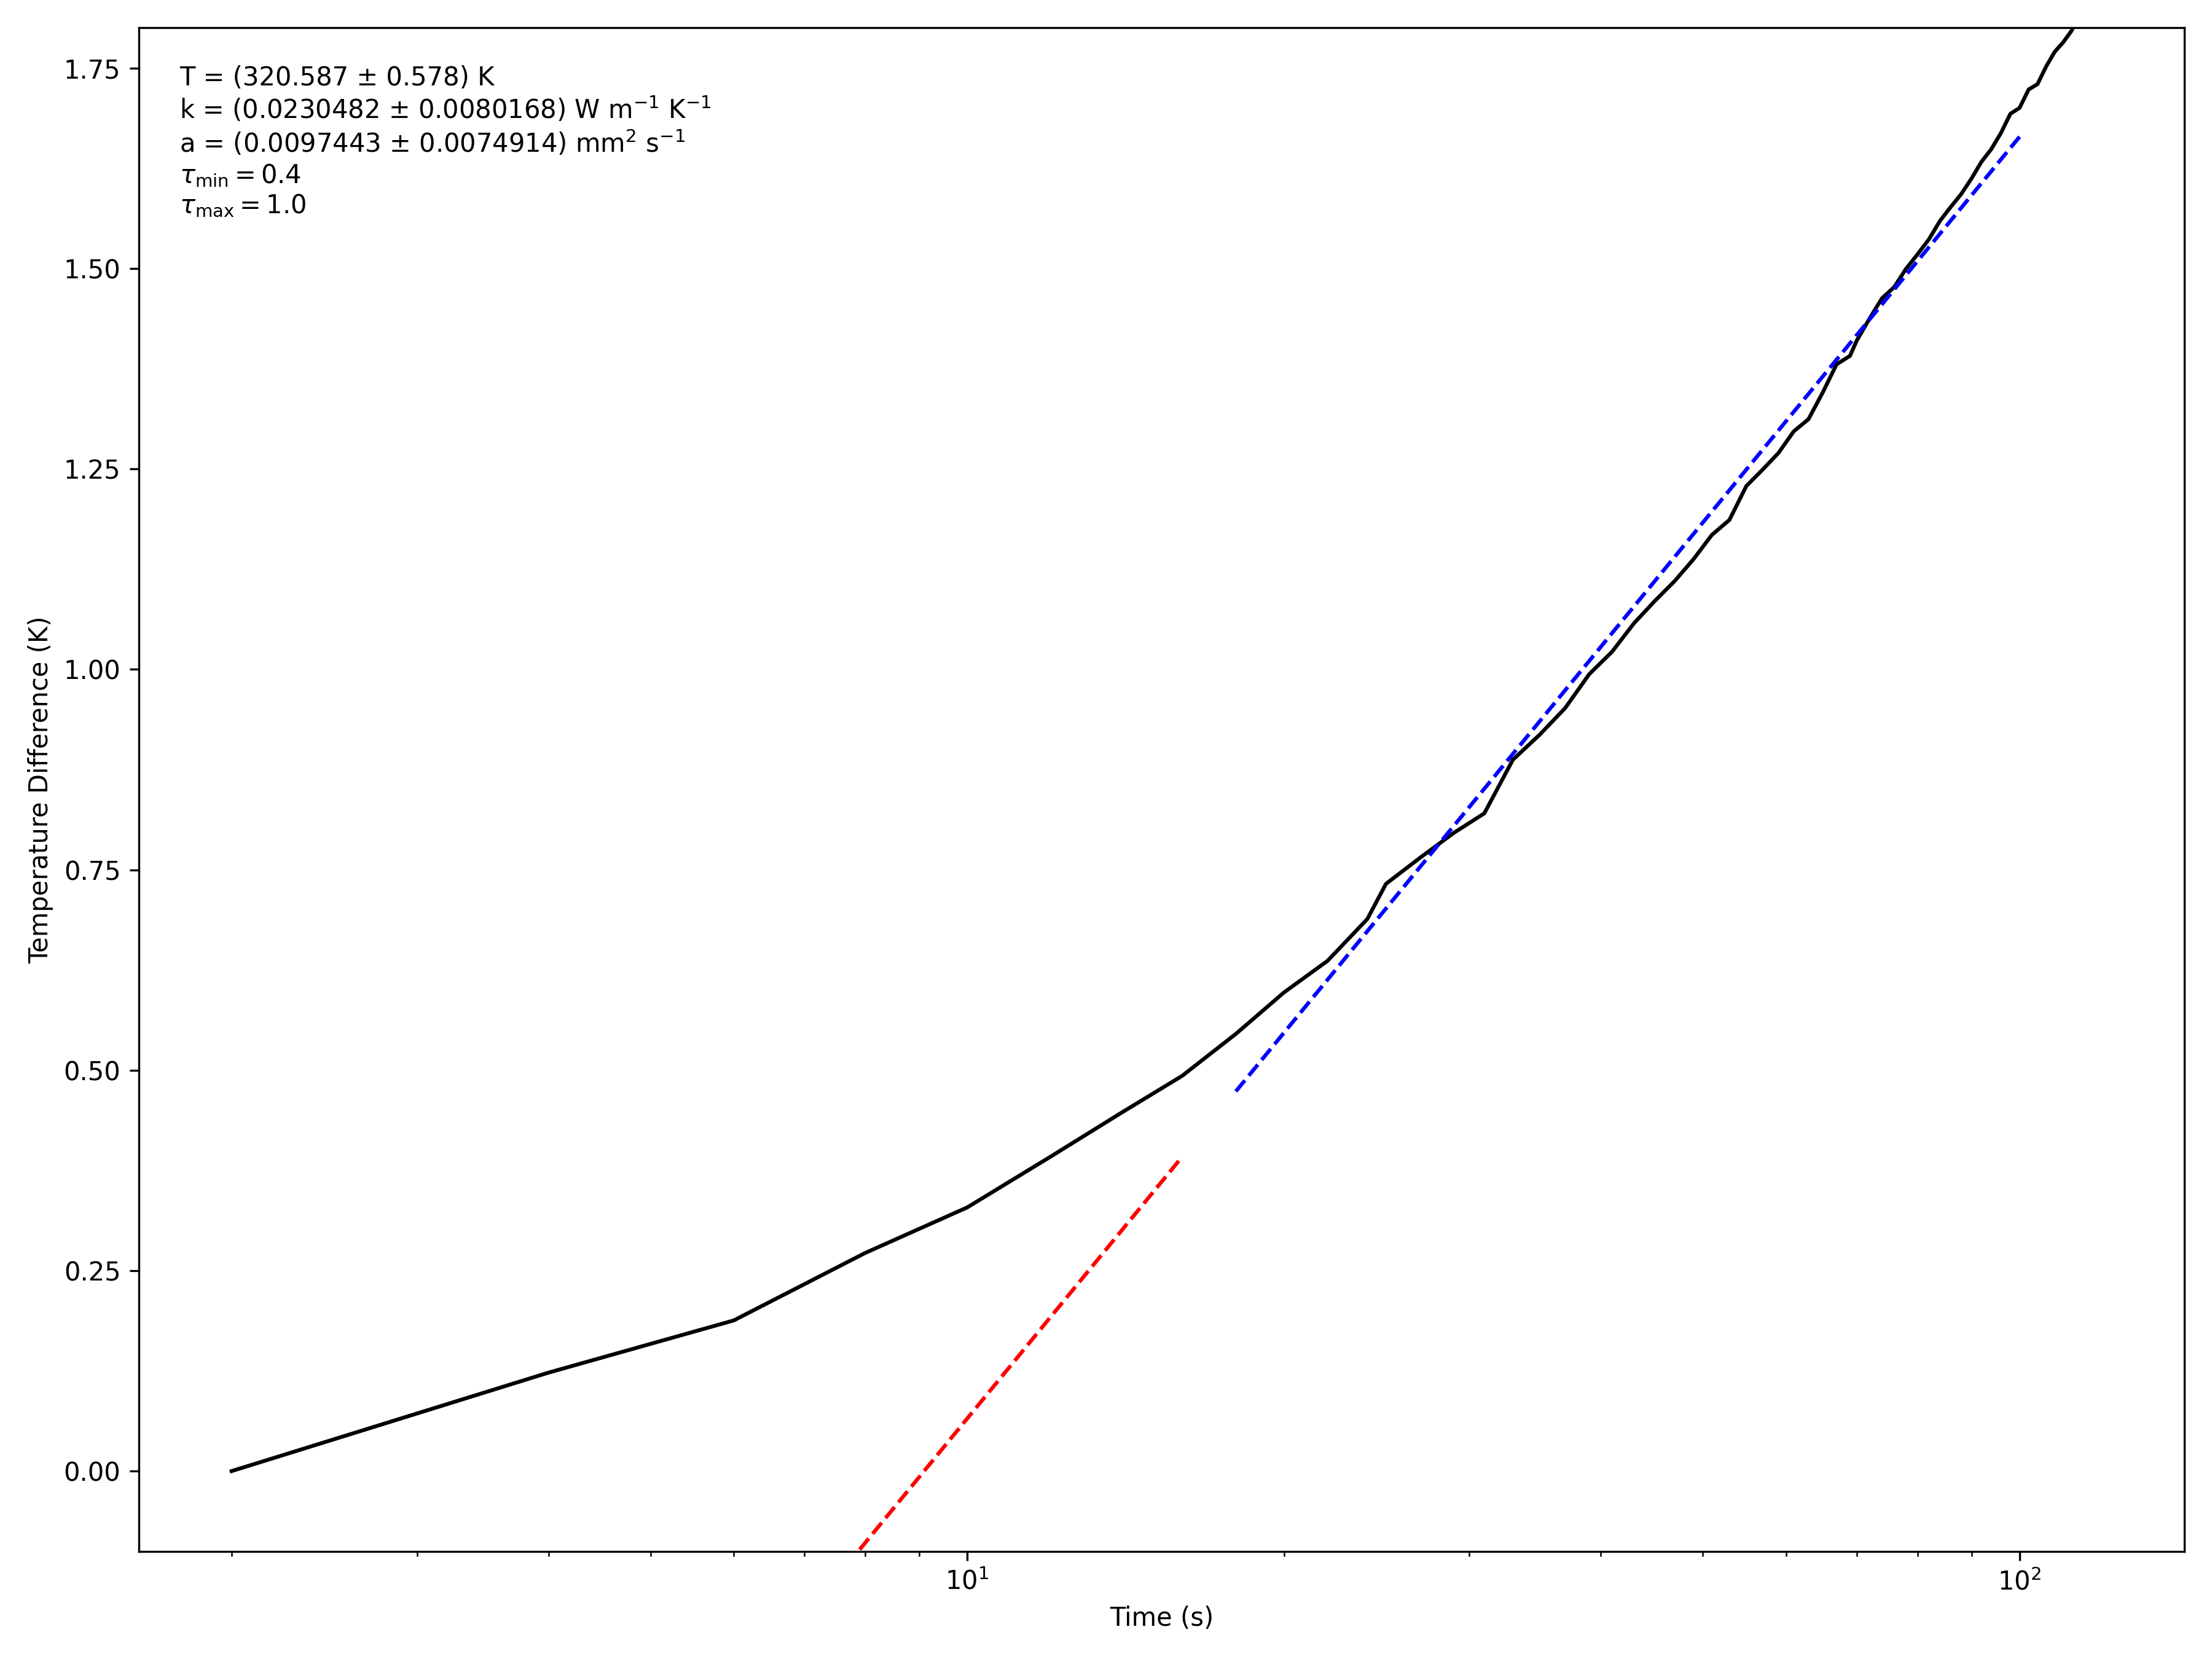 T = (320.587 ± 0.578) K
k = (0.0230482 ± 0.0080168) W m⁻¹ K⁻¹
a = (0.0097443 ± 0.0074914) mm² s⁻¹
τmin = 0.4
τmax = 1.0
1.75
1.50
1.25
1.00
0.75
0.50
0.25
0.00
Temperature Difference (K)
10¹ 10²
Time (s)